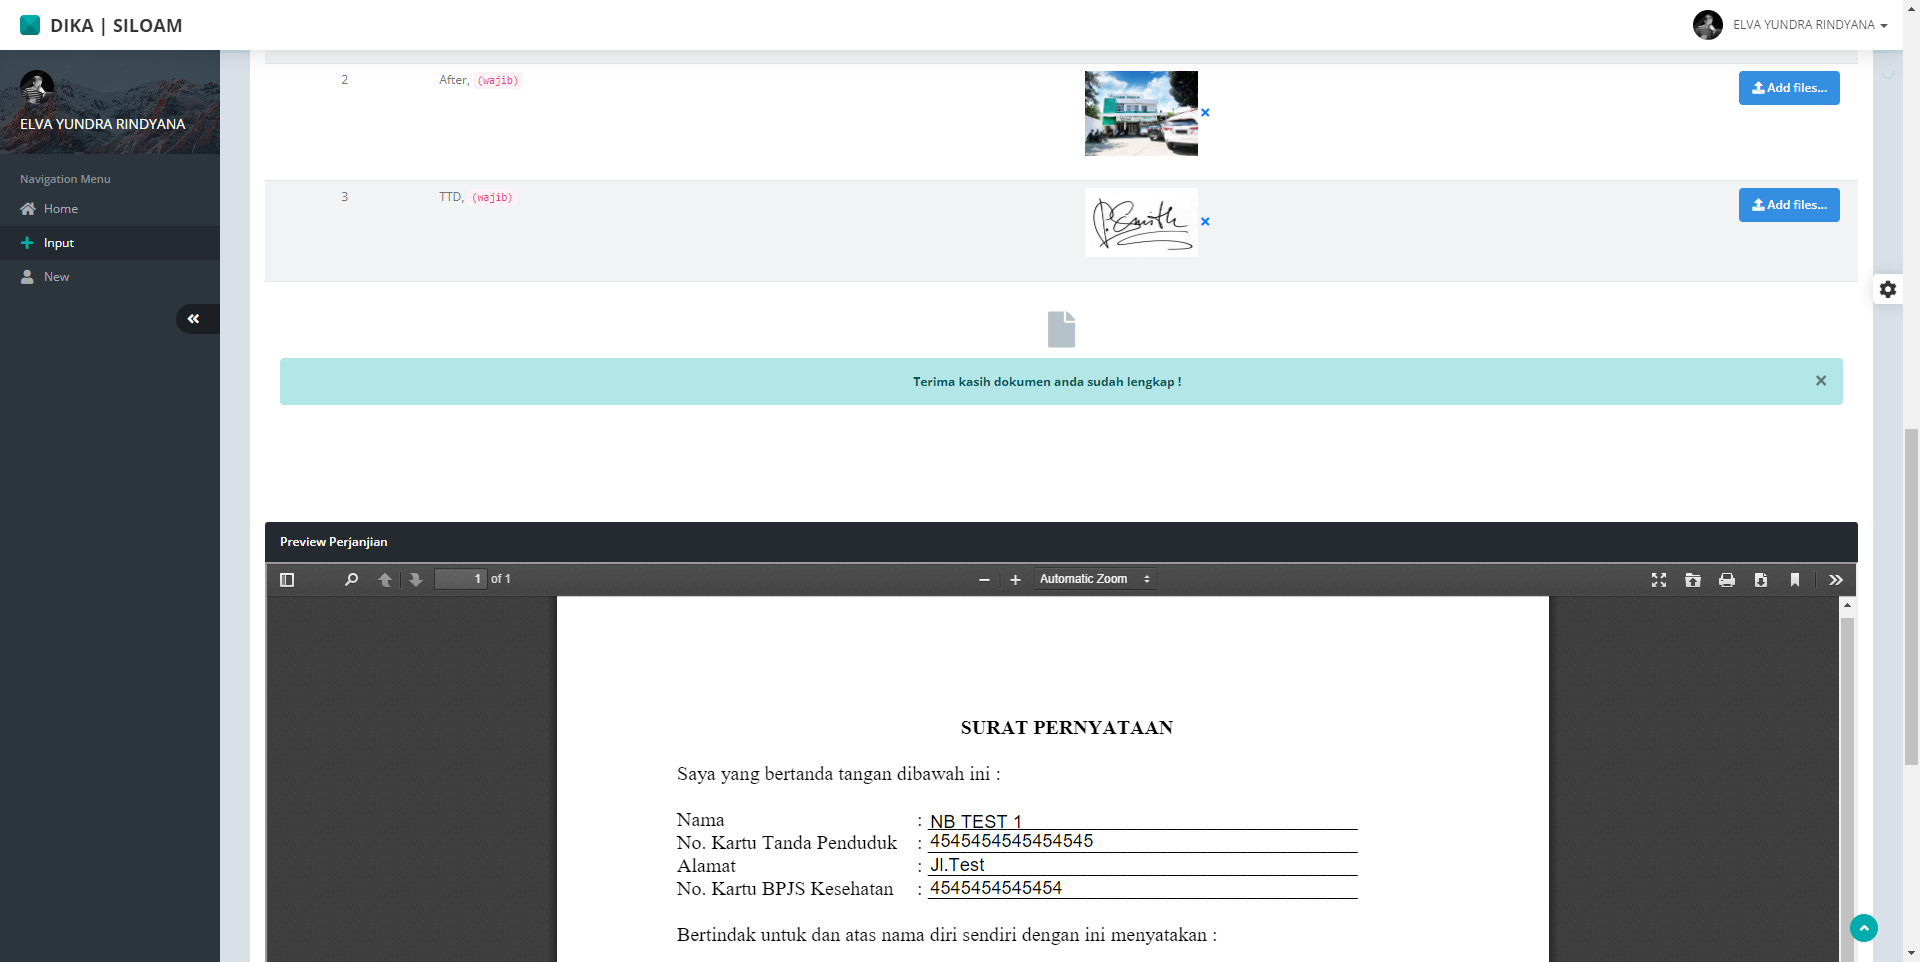 DIKA | SILOAM
ELVA YUNDRA RINDYANA
ELVA YUNDRA RINDYANA
Navigation Menu
Home
Input
New
2 After, (wajib) Add files...
3 TTD, (wajib) P.Smith Add files...
Terima kasih dokumen anda sudah lengkap !
Preview Perjanjian
1 of 1 Automatic Zoom
SURAT PERNYATAAN
Saya yang bertanda tangan dibawah ini :
Nama : NB TEST 1
No. Kartu Tanda Penduduk : 4545454545454545
Alamat : Jl.Test
No. Kartu BPJS Kesehatan : 4545454545454
Bertindak untuk dan atas nama diri sendiri dengan ini menyatakan :